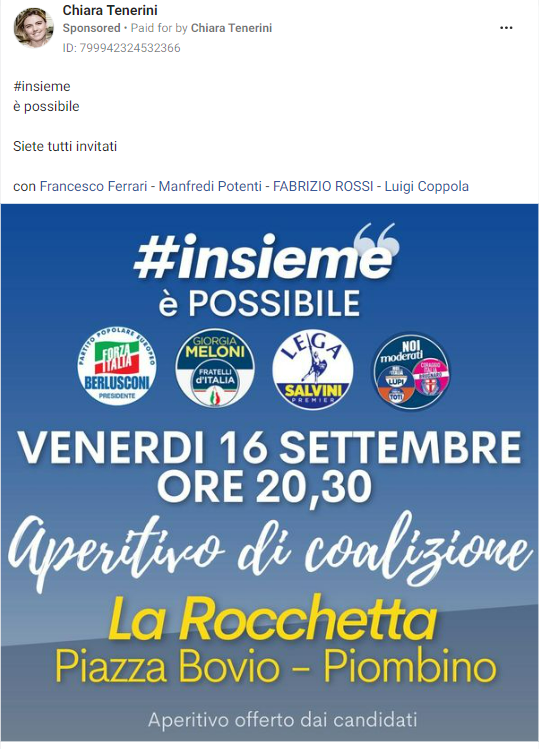 Chiara Tenerini
Sponsored • Paid for by Chiara Tenerini
ID: 799942324532366
#insieme
è possibile
Siete tutti invitati
con Francesco Ferrari - Manfredi Potenti - FABRIZIO ROSSI - Luigi Coppola
#insieme
è POSSIBILE
PARTITO POPOLARE EUROPEO
FORZA
ITALIA
BERLUSCONI
PRESIDENTE
GIORGIA
MELONI
FRATELLI
d'ITALIA
LEGA
SALVINI
PREMIER
NOI
moderati
NOI CON L'ITALIA
LUPI
CORAGGIO
ITALIA
BRUGNARO
TOTI
VENERDI 16 SETTEMBRE
ORE 20,30
Aperitivo di coalizione
La Rocchetta
Piazza Bovio - Piombino
Aperitivo offerto dai candidati